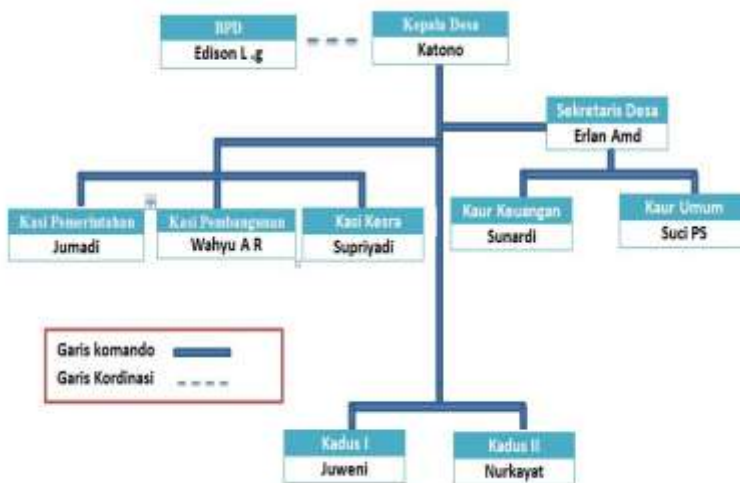 BPD
Edison L .g
Kepala Desa
Katono
Sekretaris Desa
Erlan Amd
Kasi Pemerintahan
Jumadi
Kasi Pembangunan
Wahyu A R
Kasi Kesra
Supriyadi
Kaur Keuangan
Sunardi
Kaur Umum
Suci PS
Garis komando
Garis Kordinasi
Kadus I
Juweni
Kadus II
Nurkayat